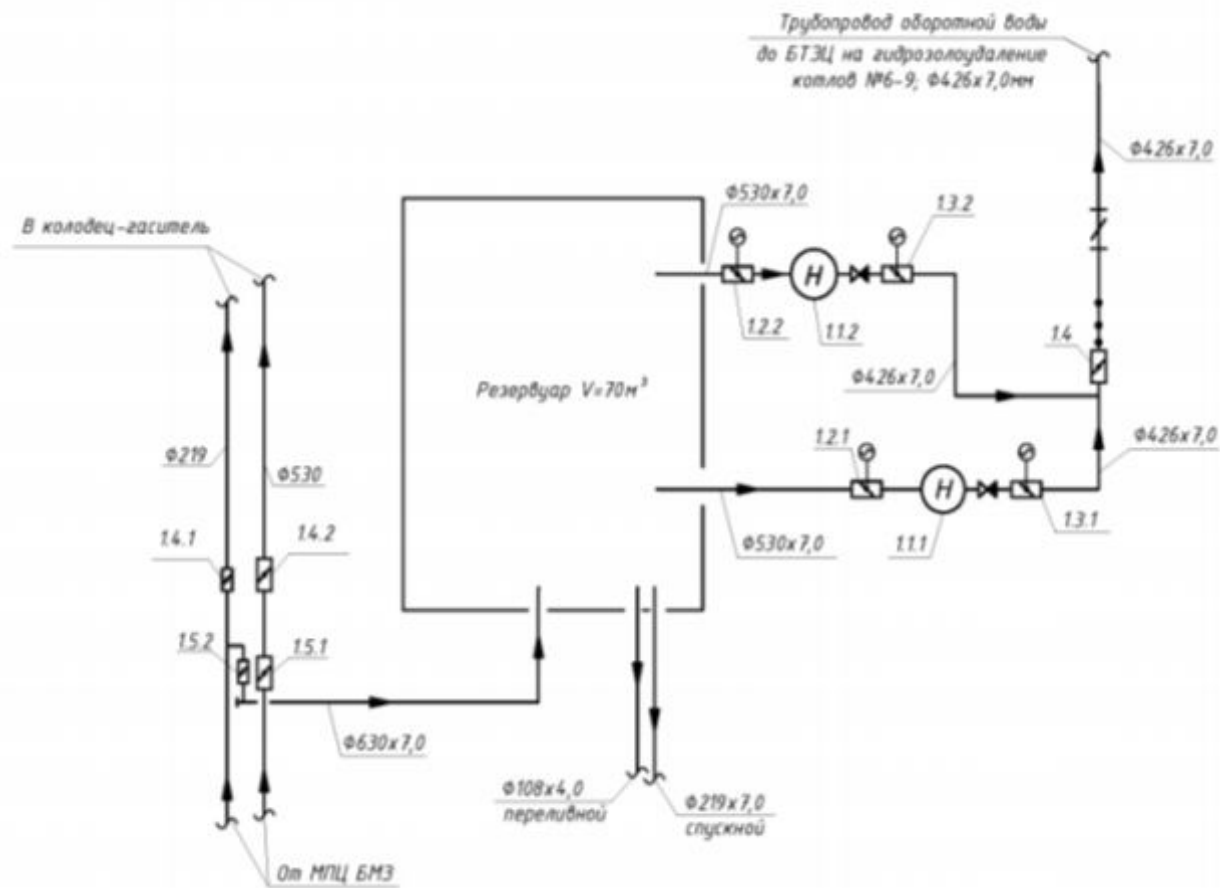 Трубопровод оборотной воды
до БТЭЦ на гидрозолоудаление
котлов №6-9; Ф426х7,0мм
Ф426х7,0
Ф530х7,0
1.3.2
В колодец-гаситель
Н
1.2.2
1.1.2
1.4
Резервуар V=70м³
Ф426х7,0
Ф219
Ф530
1.2.1
Ф426х7,0
Н
1.4.1
1.4.2
Ф530х7,0
1.1.1
1.3.1
1.5.2
1.5.1
Ф630х7,0
Ф108х4,0
переливной
Ф219х7,0
спускной
От МПЦ БМЗ